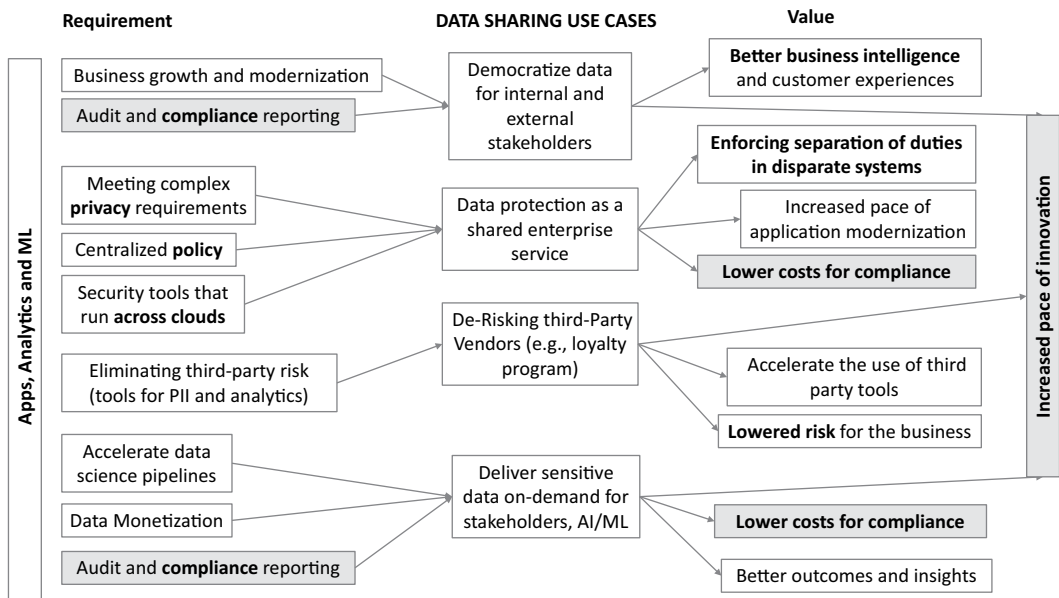 Requirement
DATA SHARING USE CASES
Value
Apps, Analytics and ML
Business growth and modernization
Audit and compliance reporting
Democratize data
for internal and
external
stakeholders
Better business intelligence
and customer experiences
Meeting complex
privacy requirements
Centralized policy
Security tools that
run across clouds
Data protection as a
shared enterprise
service
Enforcing separation of duties
in disparate systems
Increased pace of
application modernization
Lower costs for compliance
Eliminating third-party risk
(tools for PII and analytics)
De-Risking third-Party
Vendors (e.g., loyalty
program)
Accelerate the use of third
party tools
Lowered risk for the business
Accelerate data
science pipelines
Data Monetization
Audit and compliance reporting
Deliver sensitive
data on-demand for
stakeholders, AI/ML
Lower costs for compliance
Better outcomes and insights
Increased pace of innovation